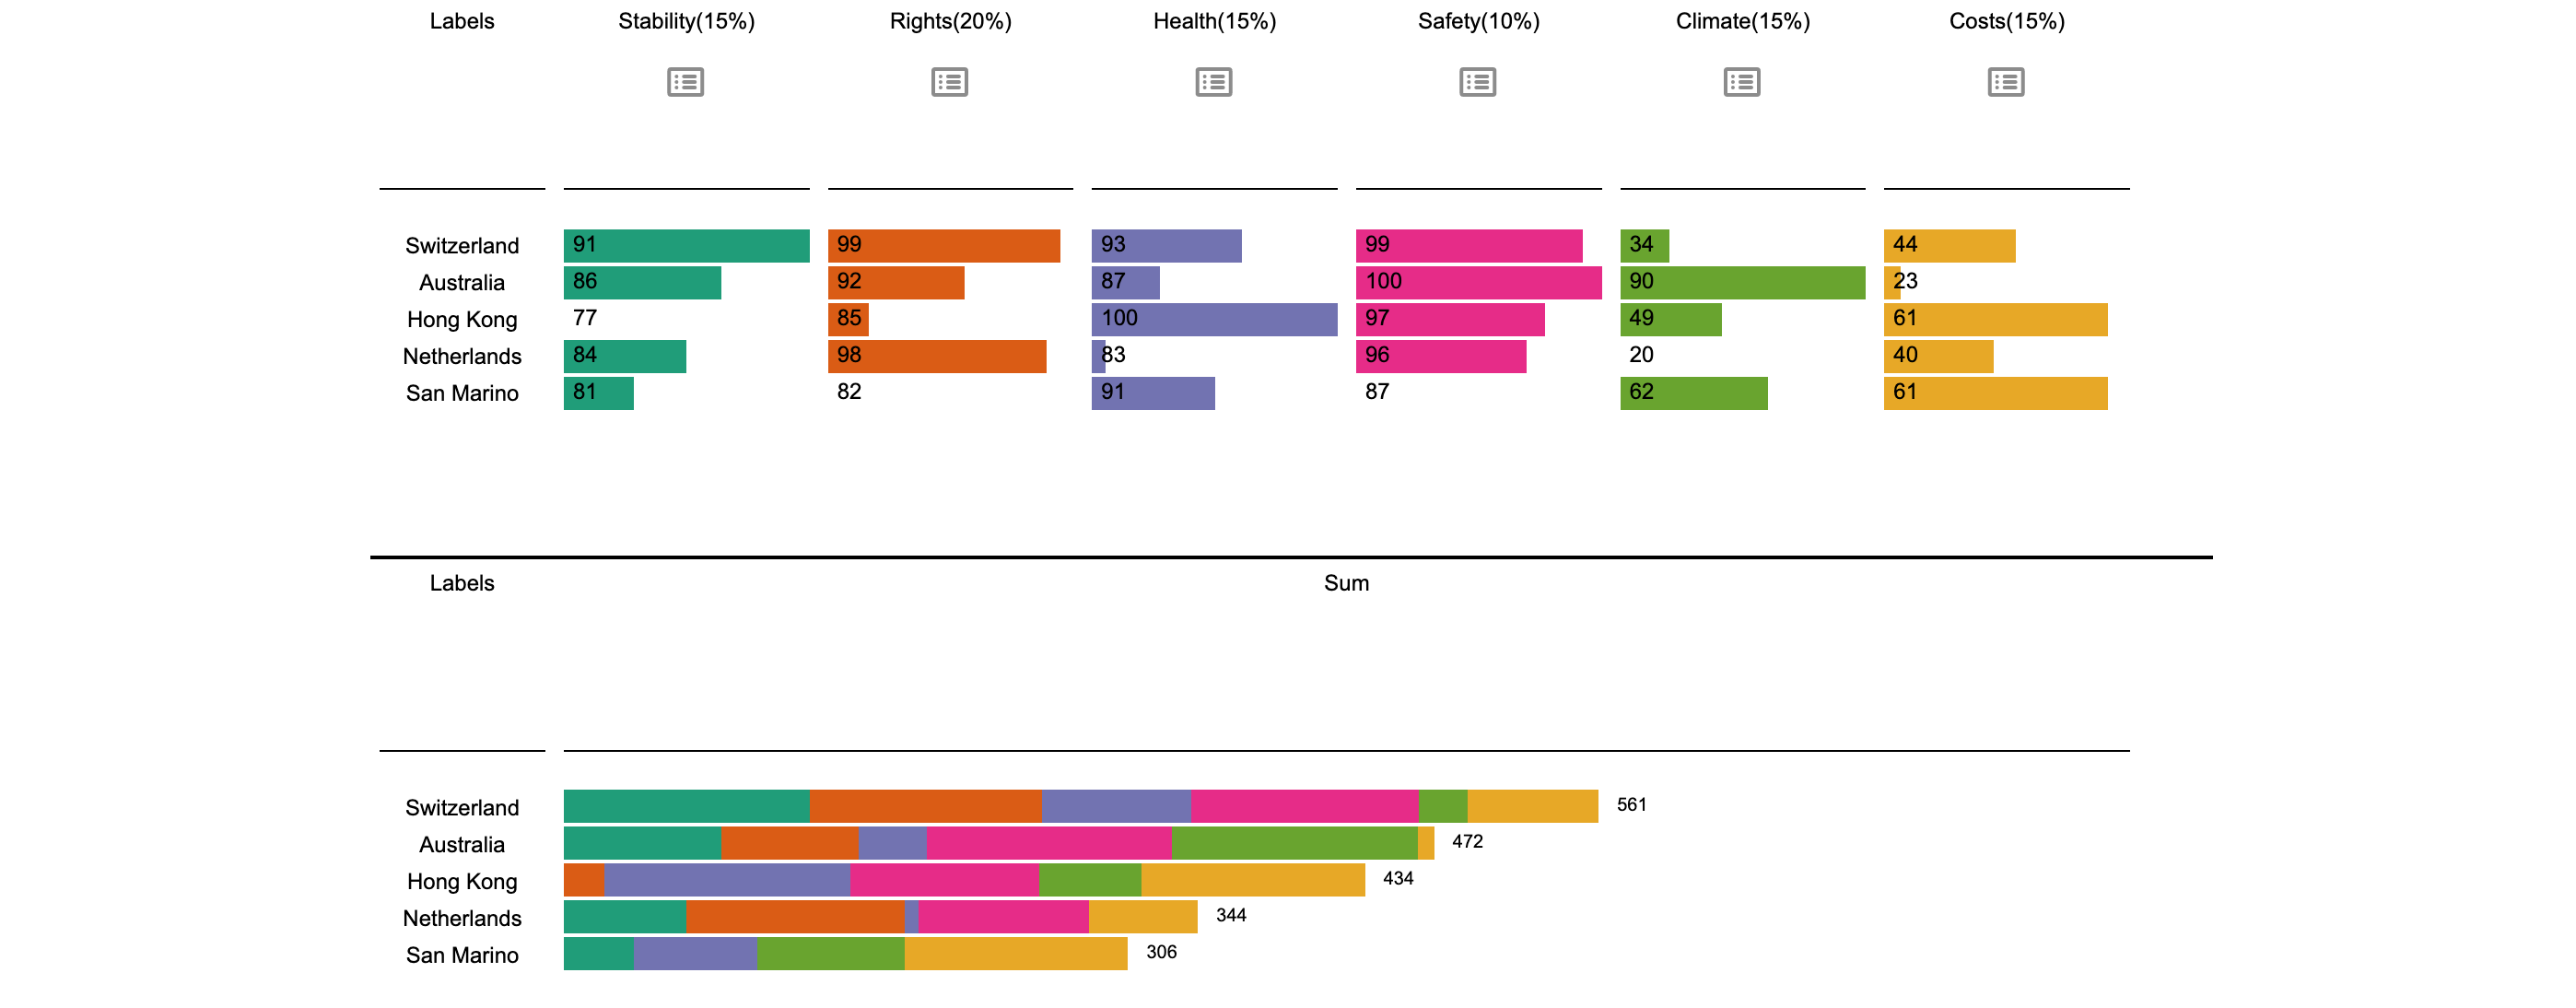 Labels Stability(15%) Rights(20%) Health(15%) Safety(10%) Climate(15%) Costs(15%)
Switzerland 91 99 93 99 34 44
Australia 86 92 87 100 90 23
Hong Kong 77 85 100 97 49 61
Netherlands 84 98 83 96 20 40
San Marino 81 82 91 87 62 61
Labels Sum
Switzerland 561
Australia 472
Hong Kong 434
Netherlands 344
San Marino 306